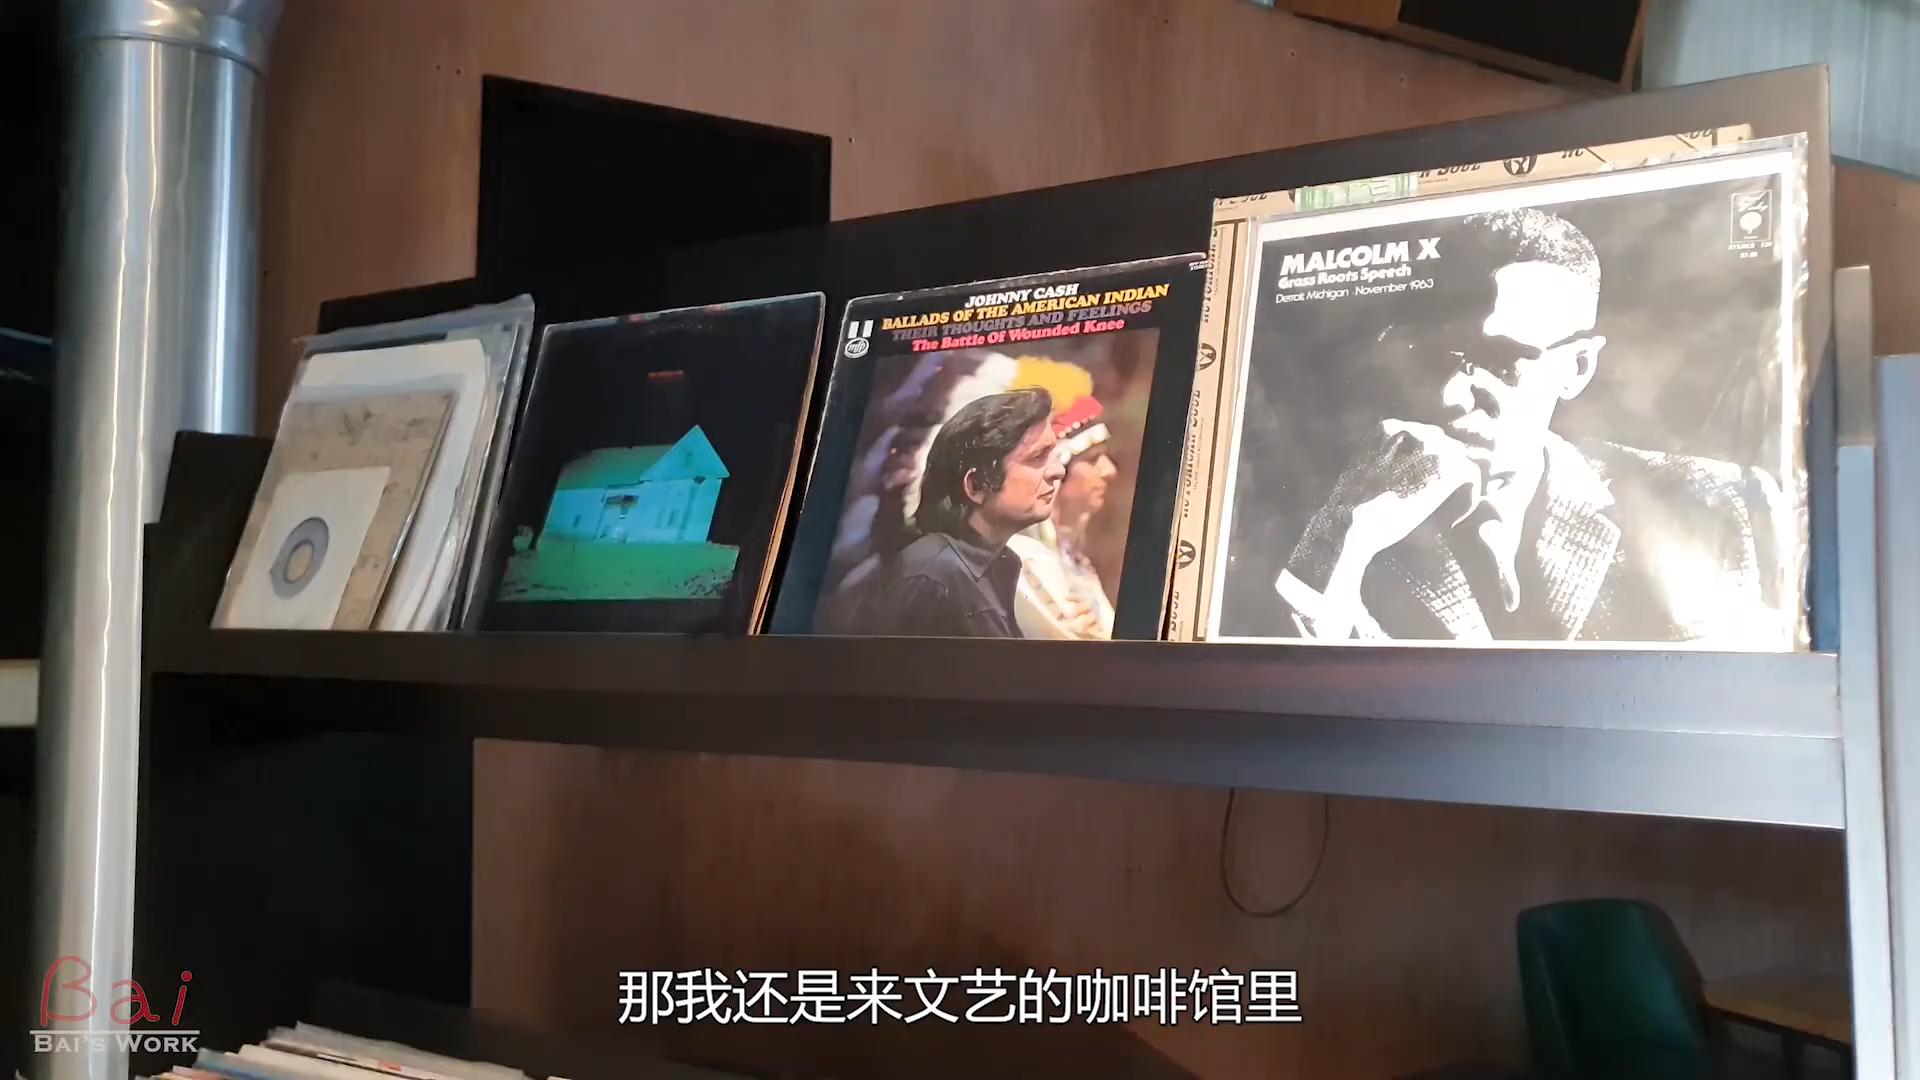 JOHNNY CASH
BALLADS OF THE AMERICAN INDIAN
THEIR THOUGHTS AND FEELINGS
The Battle Of Wounded Knee
mfp
MALCOLM X
Grass Roots Speech
Detroit, Michigan November 1963
那我还是来文艺的咖啡馆里
Bai
BAI'S WORK